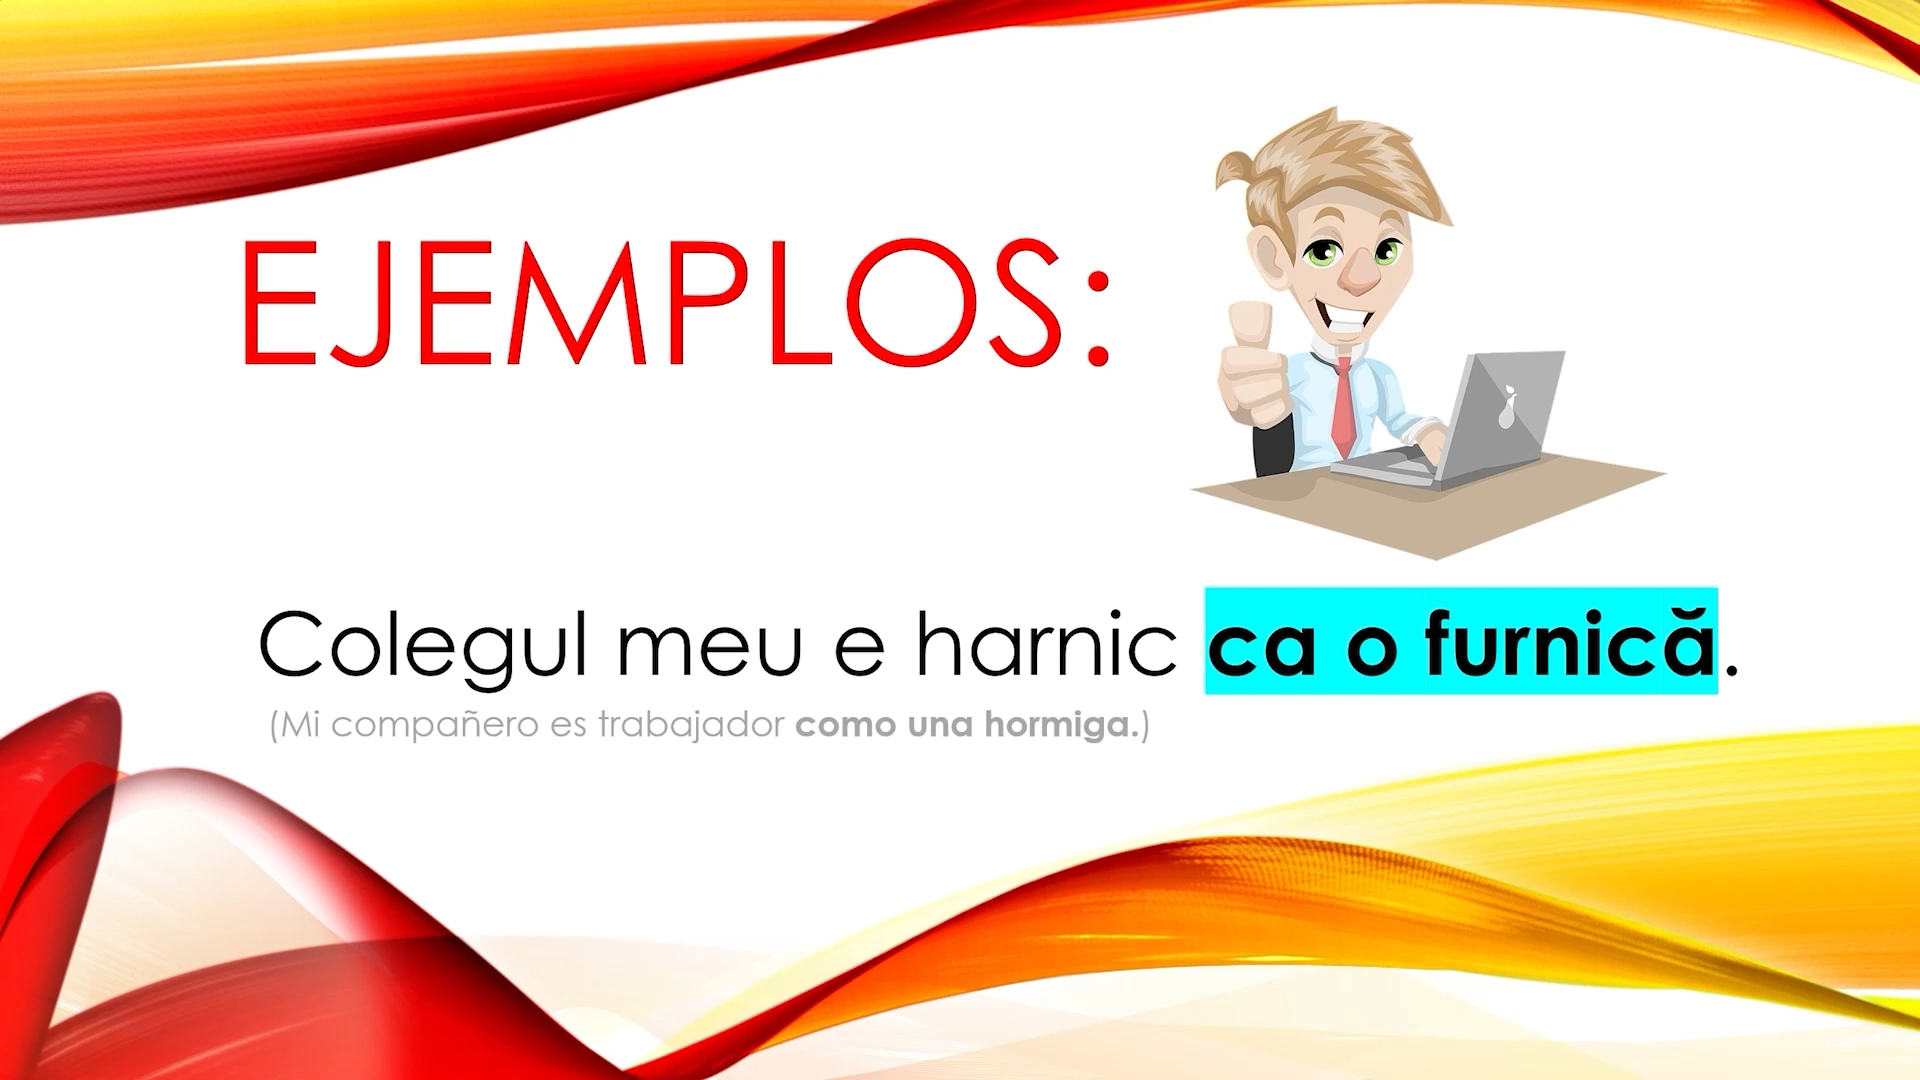 EJEMPLOS:
Colegul meu e harnic ca o furnică.
(Mi compañero es trabajador como una hormiga.)